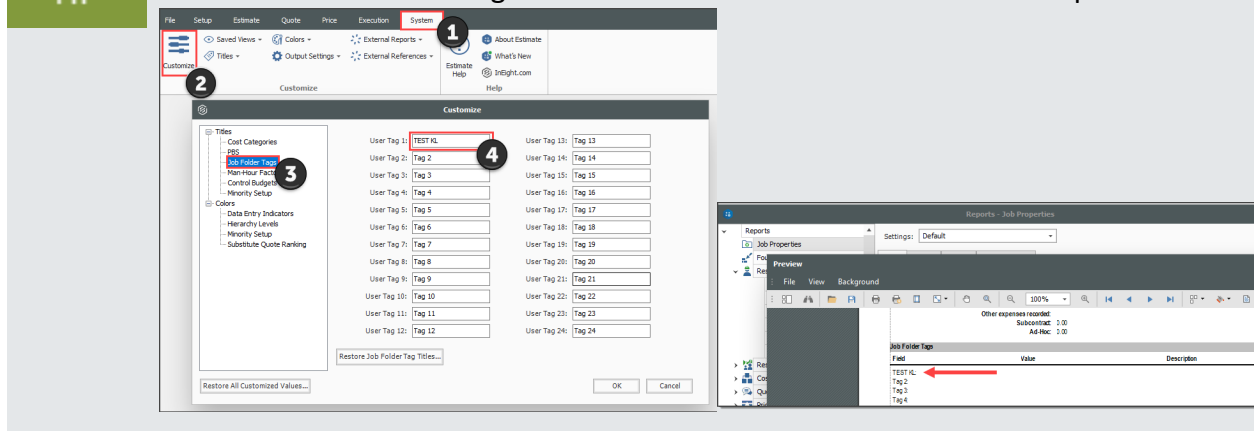 File Setup Estimate Quote Price Execution System
1
Saved Views Colors External Reports About Estimate
Titles Output Settings External References What's New
Customize Estimate Help InEight.com
2
Customize Help
Customize
Titles
Cost Categories
PBS
Job Folder Tags
3
Control Budgets
Minority Setup
Colors
Data Entry Indicators
Hierarchy Levels
Minority Setup
Substitute Quote Ranking
User Tag 1: TEST KL User Tag 13: Tag 13
4
User Tag 2: Tag 2 User Tag 14: Tag 14
User Tag 3: Tag 3 User Tag 15: Tag 15
User Tag 4: Tag 4 User Tag 16: Tag 16
User Tag 5: Tag 5 User Tag 17: Tag 17
User Tag 6: Tag 6 User Tag 18: Tag 18
User Tag 7: Tag 7 User Tag 19: Tag 19
User Tag 8: Tag 8 User Tag 20: Tag 20
User Tag 9: Tag 9 User Tag 21: Tag 21
User Tag 10: Tag 10 User Tag 22: Tag 22
User Tag 11: Tag 11 User Tag 23: Tag 23
User Tag 12: Tag 12 User Tag 24: Tag 24
Restore Job Folder Tag Titles...
Restore All Customized Values... OK Cancel
Reports - Job Properties
Reports
Job Properties
Settings: Default
Preview
File View Background
100%
Other expenses recorded:
Subcontract 0.00
Ad-Hoc: 0.00
Job Folder Tags
Field Value Description
TEST KL:
Tag 2:
Tag 3:
Tag 4: